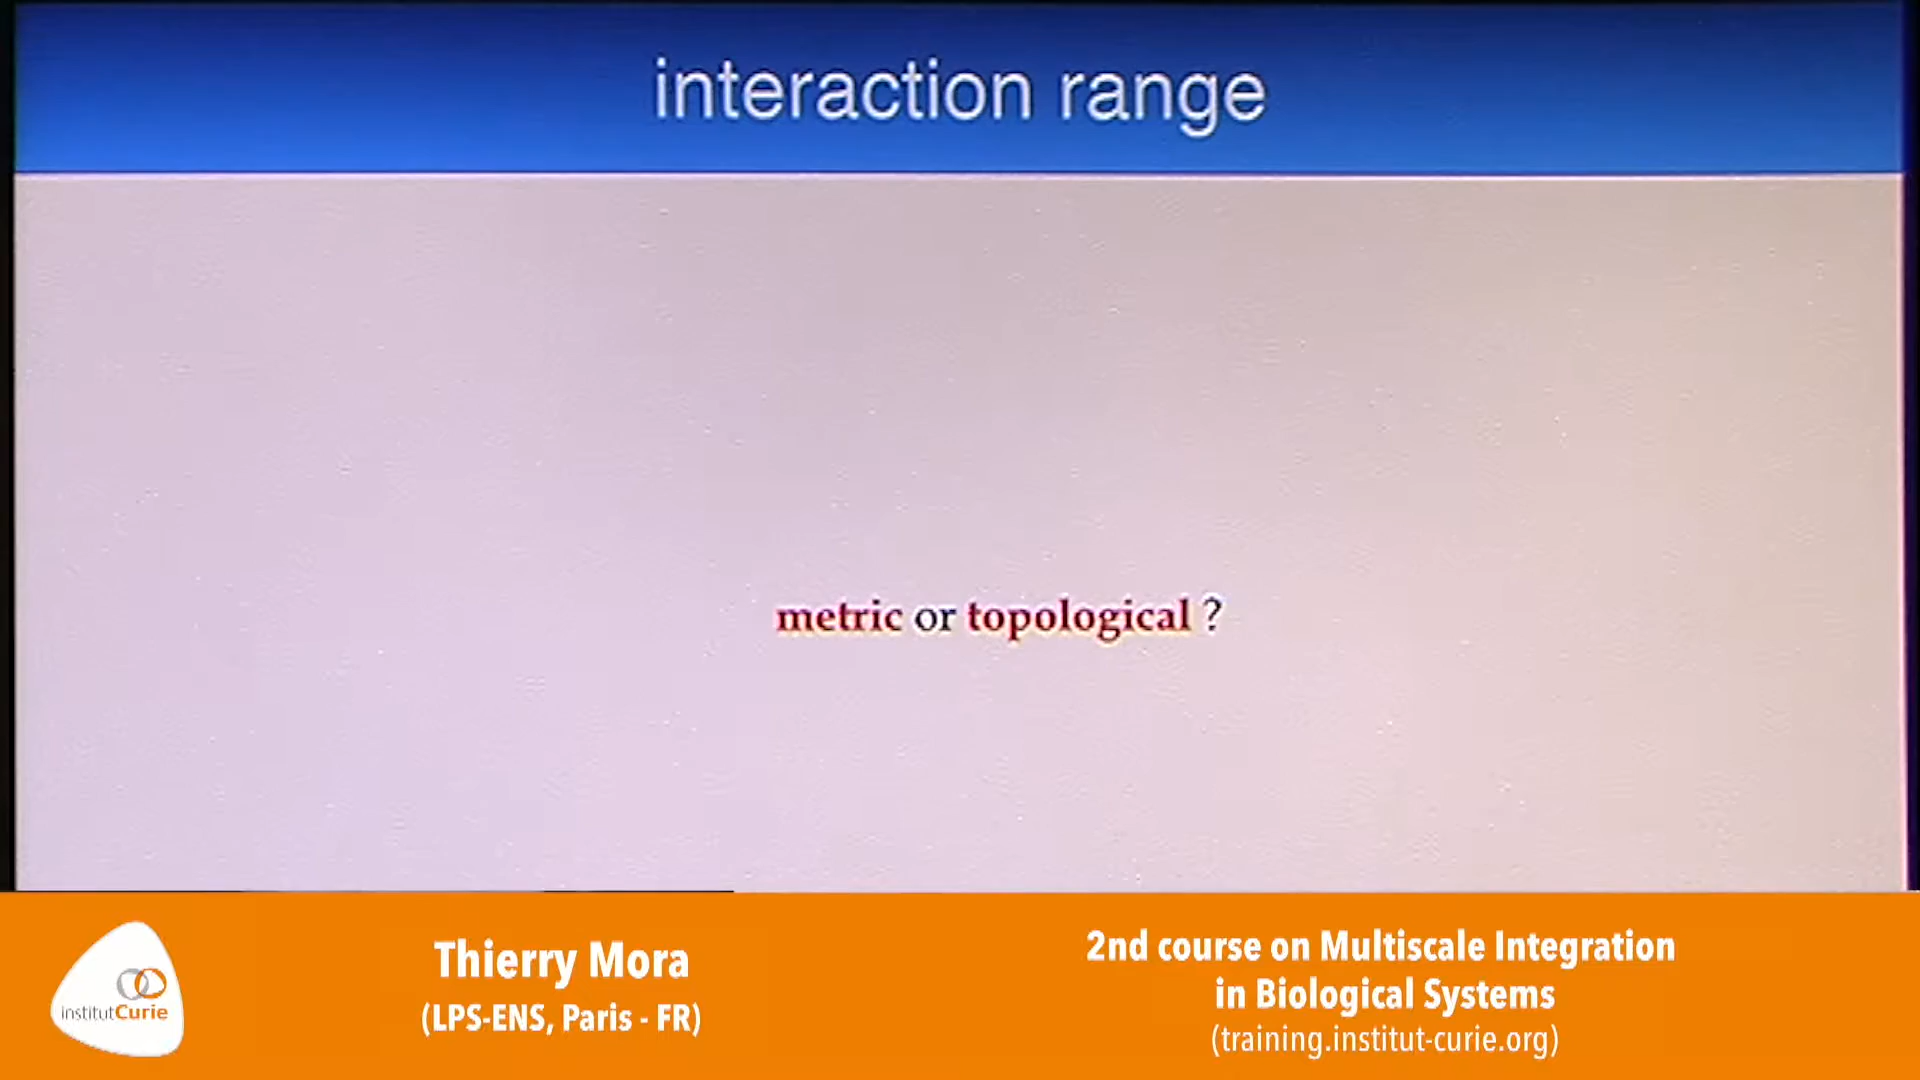 interaction range
metric or topological ?
institutCurie
Thierry Mora
(LPS-ENS, Paris - FR)
2nd course on Multiscale Integration
in Biological Systems
(training.institut-curie.org)